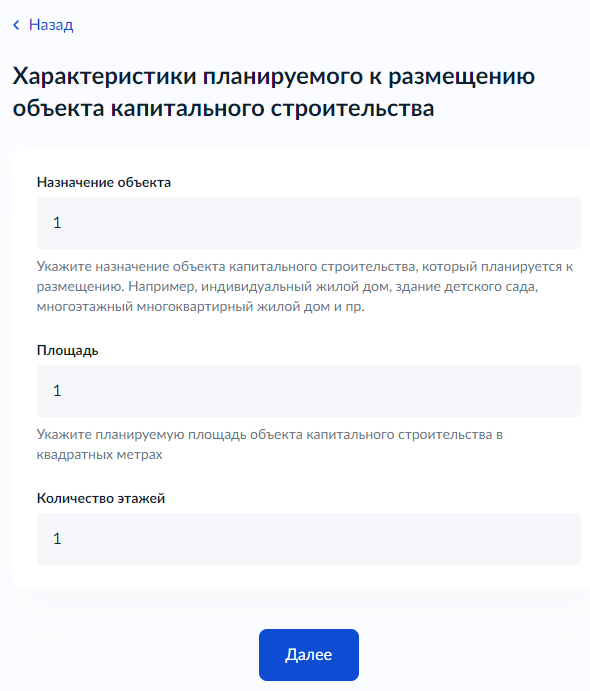 Назад
Характеристики планируемого к размещению
объекта капитального строительства
Назначение объекта
1
Укажите назначение объекта капитального строительства, который планируется к
размещению. Например, индивидуальный жилой дом, здание детского сада,
многоэтажный многоквартирный жилой дом и пр.
Площадь
1
Укажите планируемую площадь объекта капитального строительства в
квадратных метрах
Количество этажей
1
Далее